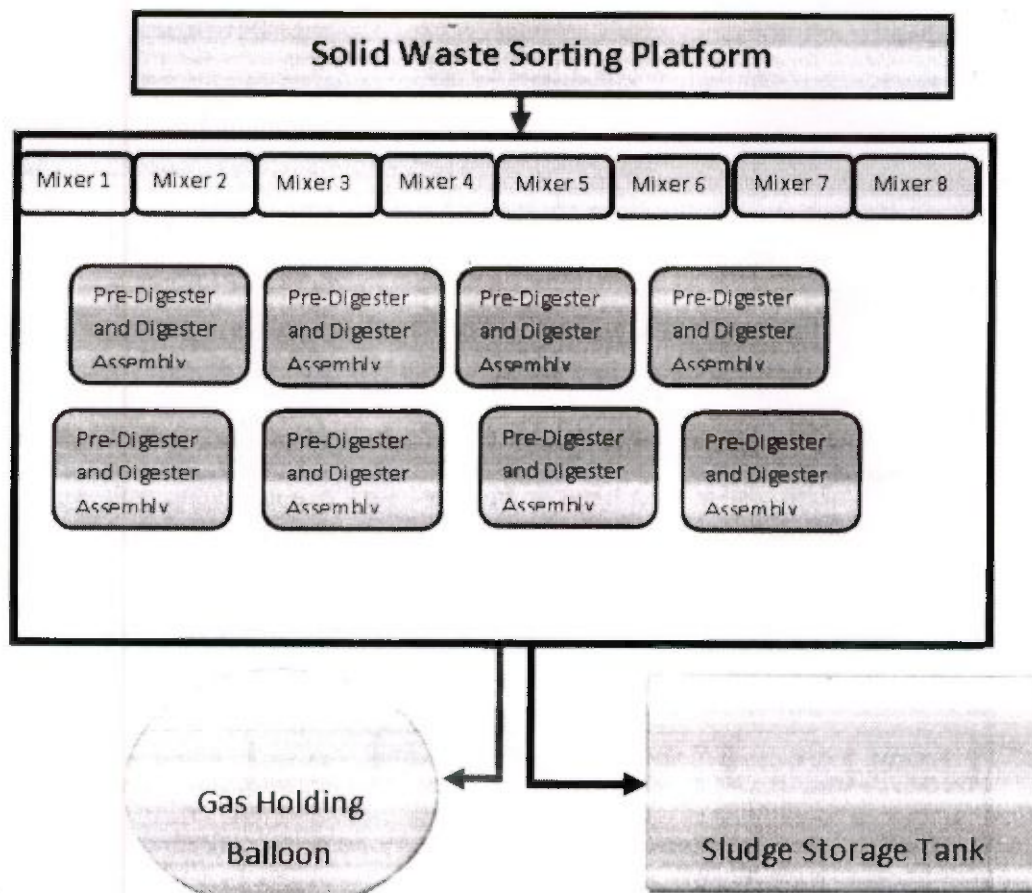 Solid Waste Sorting Platform
Mixer 1
Mixer 2
Mixer 3
Mixer 4
Mixer 5
Mixer 6
Mixer 7
Mixer 8
Pre-Digester
and Digester
Assembly
Pre-Digester
and Digester
Assembly
Pre-Digester
and Digester
Assembly
Pre-Digester
and Digester
Assembly
Pre-Digester
and Digester
Assembly
Pre-Digester
and Digester
Assembly
Pre-Digester
and Digester
Assembly
Pre-Digester
and Digester
Assembly
Gas Holding
Balloon
Sludge Storage Tank